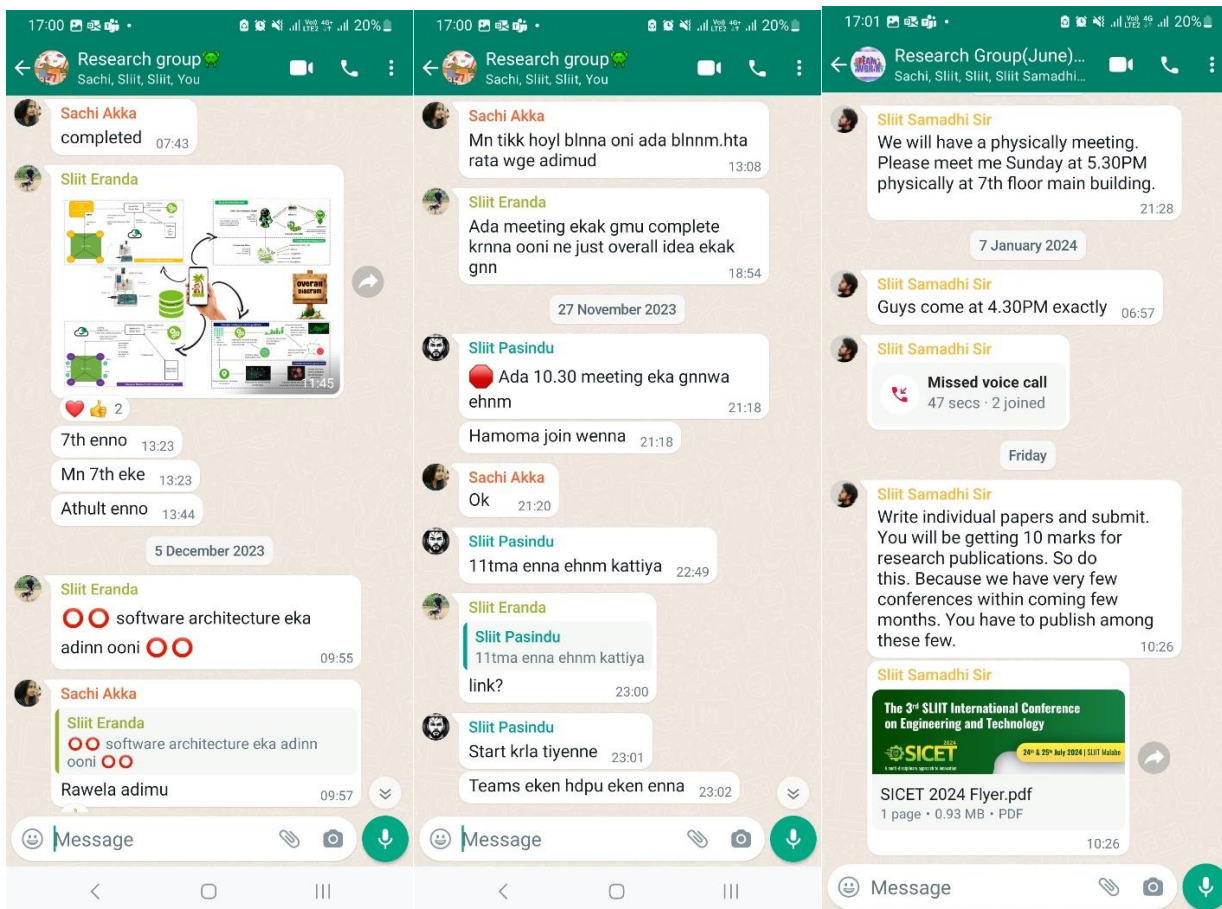 17:00
20%
Research group
Sachi, Sliit, Sliit, You
Sachi Akka
completed 07:43
Sliit Eranda
OVERALL
DIAGRAM
11:45
2
7th enno 13:23
Mn 7th eke 13:23
Athult enno 13:44
5 December 2023
Sliit Eranda
⭕⭕ software architecture eka
adinn ooni ⭕⭕
09:55
Sachi Akka
Sliit Eranda
⭕⭕ software architecture eka adinn
ooni ⭕⭕
Rawela adimu 09:57
Message
17:00
20%
Research group
Sachi, Sliit, Sliit, You
Sachi Akka
Mn tikk hoyl blnna oni ada blnnm.hta
rata wge adimud
13:08
Sliit Eranda
Ada meeting ekak gmu complete
krnna ooni ne just overall idea ekak
gnn
18:54
27 November 2023
Sliit Pasindu
🛑 Ada 10.30 meeting eka gnnwa
ehnm
21:18
Hamoma join wenna 21:18
Sachi Akka
Ok 21:20
Sliit Pasindu
11tma enna ehnm kattiya 22:49
Sliit Eranda
Sliit Pasindu
11tma enna ehnm kattiya
link? 23:00
Sliit Pasindu
Start krla tiyenne 23:01
Teams eken hdpu eken enna 23:02
Message
17:01
4G
20%
Research Group(June)...
Sachi, Sliit, Sliit, Sliit Samadhi...
Sliit Samadhi Sir
We will have a physically meeting.
Please meet me Sunday at 5.30PM
physically at 7th floor main building.
21:28
7 January 2024
Sliit Samadhi Sir
Guys come at 4.30PM exactly 06:57
Sliit Samadhi Sir
Missed voice call
47 secs · 2 joined
Friday
Sliit Samadhi Sir
Write individual papers and submit.
You will be getting 10 marks for
research publications. So do
this. Because we have very few
conferences within coming few
months. You have to publish among
these few.
10:26
Sliit Samadhi Sir
The 3rd SLIIT International Conference
on Engineering and Technology
SICET 2024
24th & 25th July 2024 | SLIIT Malabe
SICET 2024 Flyer.pdf
1 page • 0.93 MB • PDF
10:26
Message